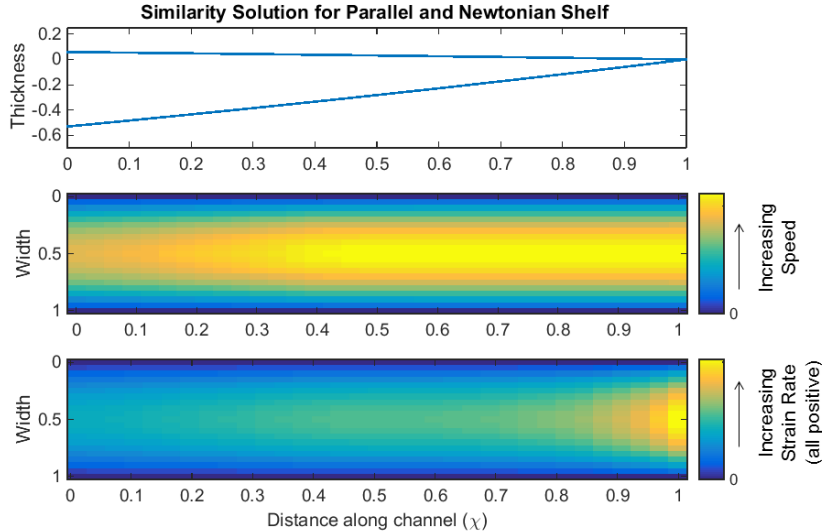 Similarity Solution for Parallel and Newtonian Shelf
Thickness
0.2
0
-0.2
-0.4
-0.6
0 0.1 0.2 0.3 0.4 0.5 0.6 0.7 0.8 0.9 1
Width
0
0.5
1
0 0.1 0.2 0.3 0.4 0.5 0.6 0.7 0.8 0.9 1
0
Increasing
Speed
Width
0
0.5
1
0 0.1 0.2 0.3 0.4 0.5 0.6 0.7 0.8 0.9 1
0
Increasing
Strain Rate
(all positive)
Distance along channel (χ)